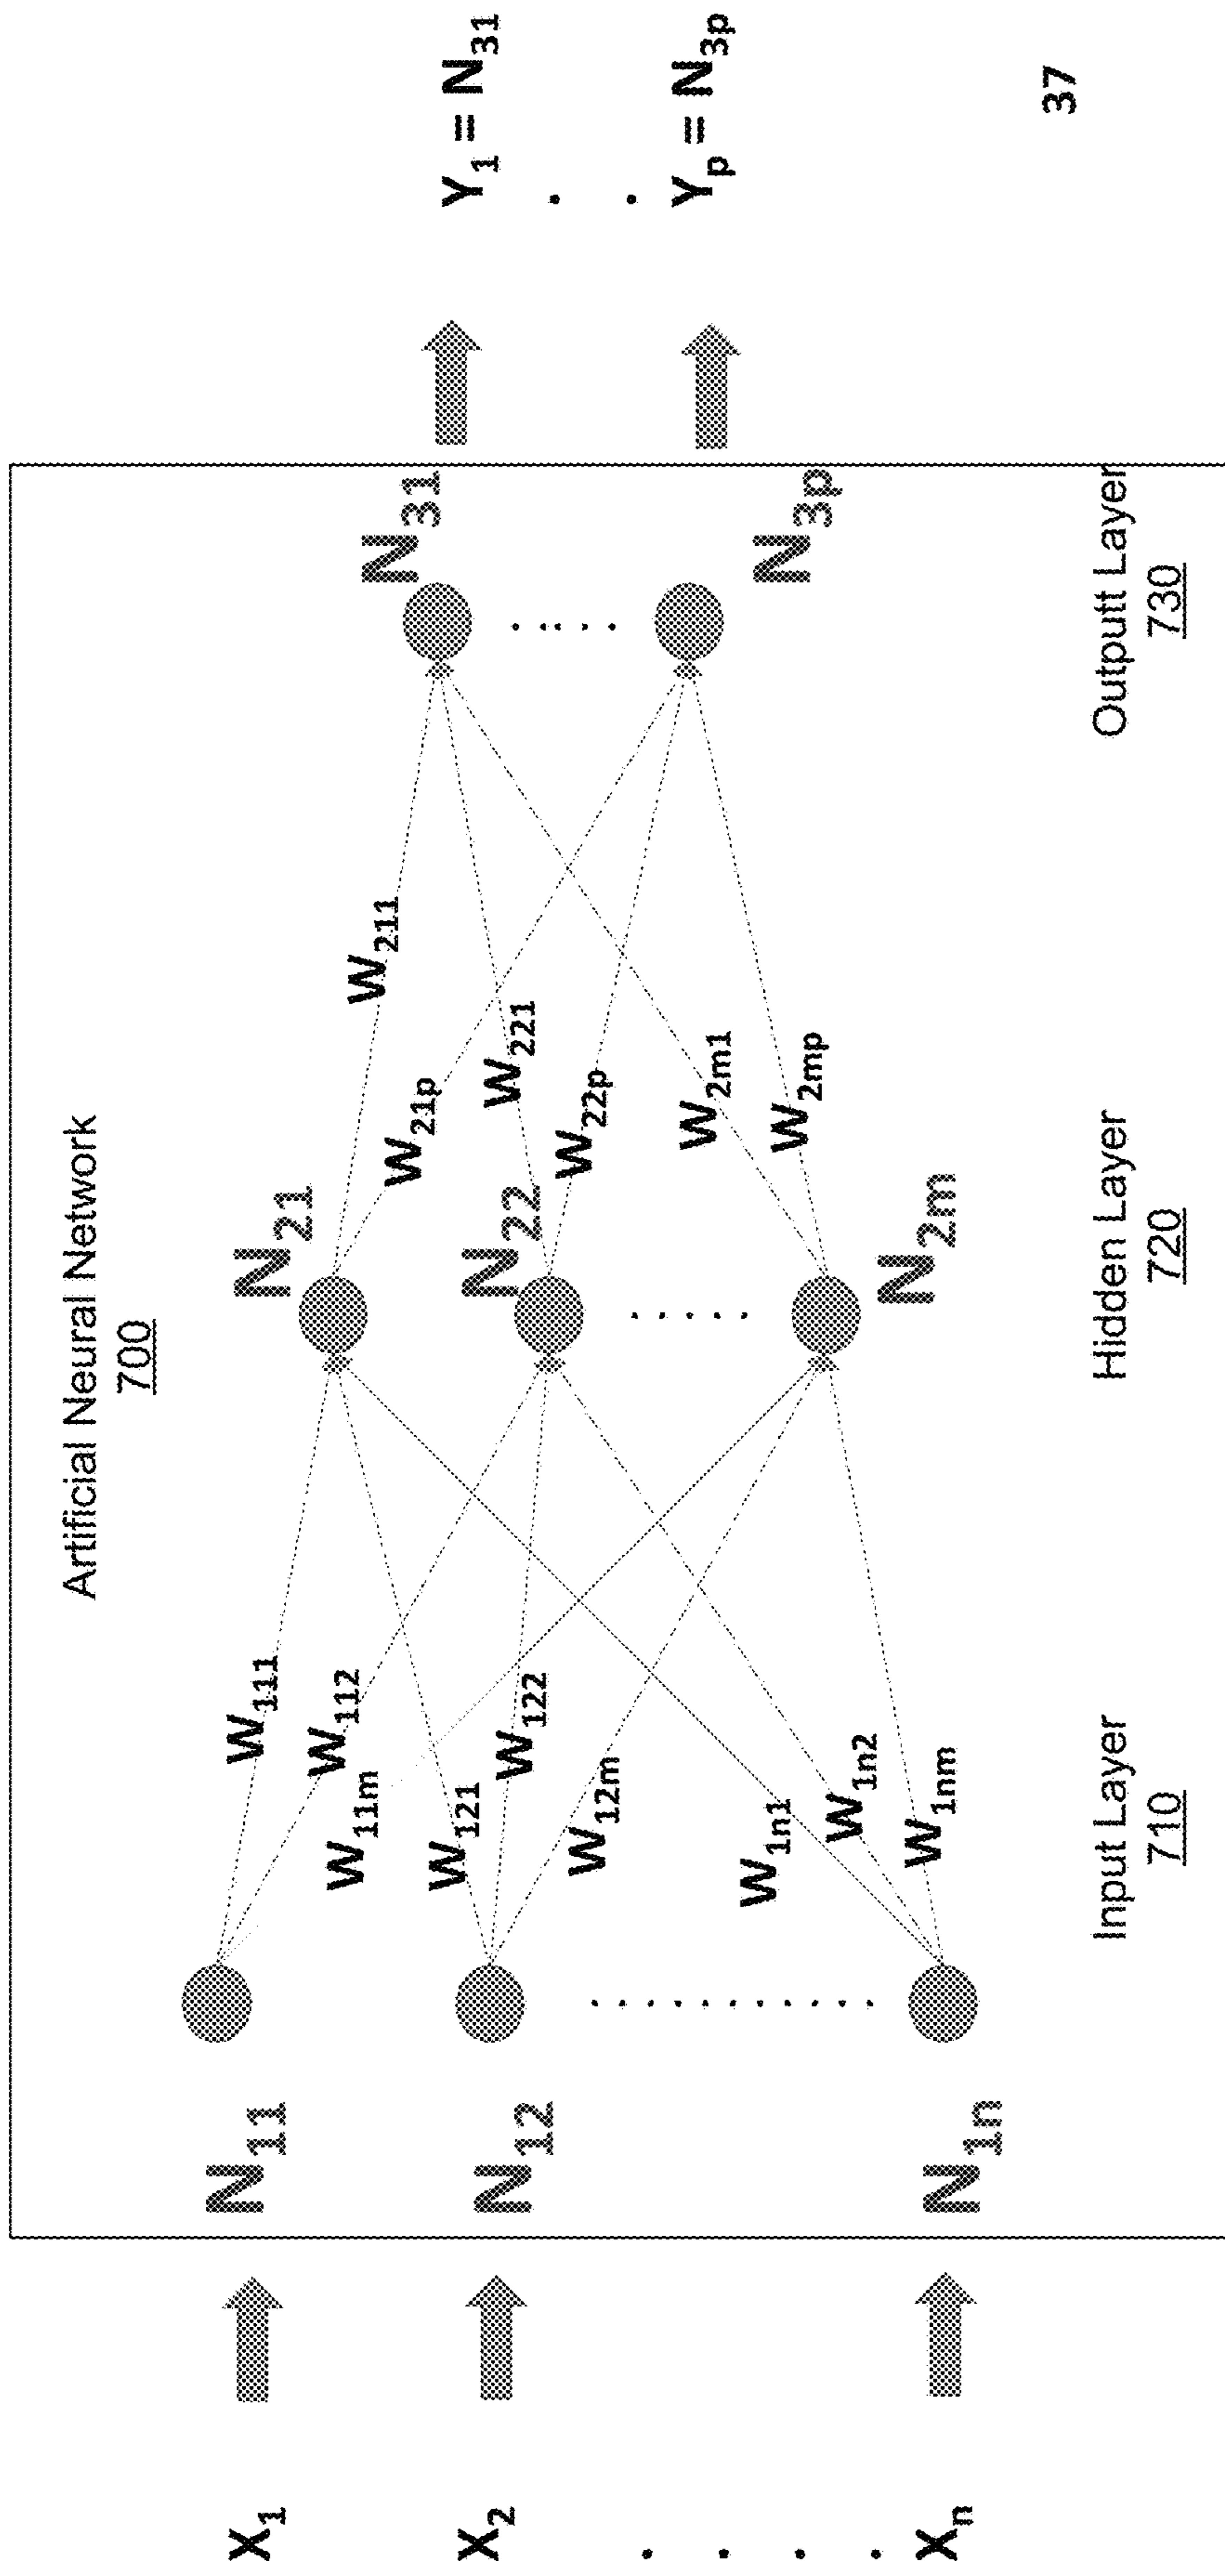 Artificial Neural Network
700
X1
X2
Xn
N11
N12
N1n
W111
W112
W11m
W121
W122
W12m
W1n1
W1n2
W1nm
N21
N22
N2m
W211
W21p
W221
W22p
W2m1
W2mp
N31
N3p
Y1 = N31
Yp = N3p
Input Layer
710
Hidden Layer
720
Outputt Layer
730
37